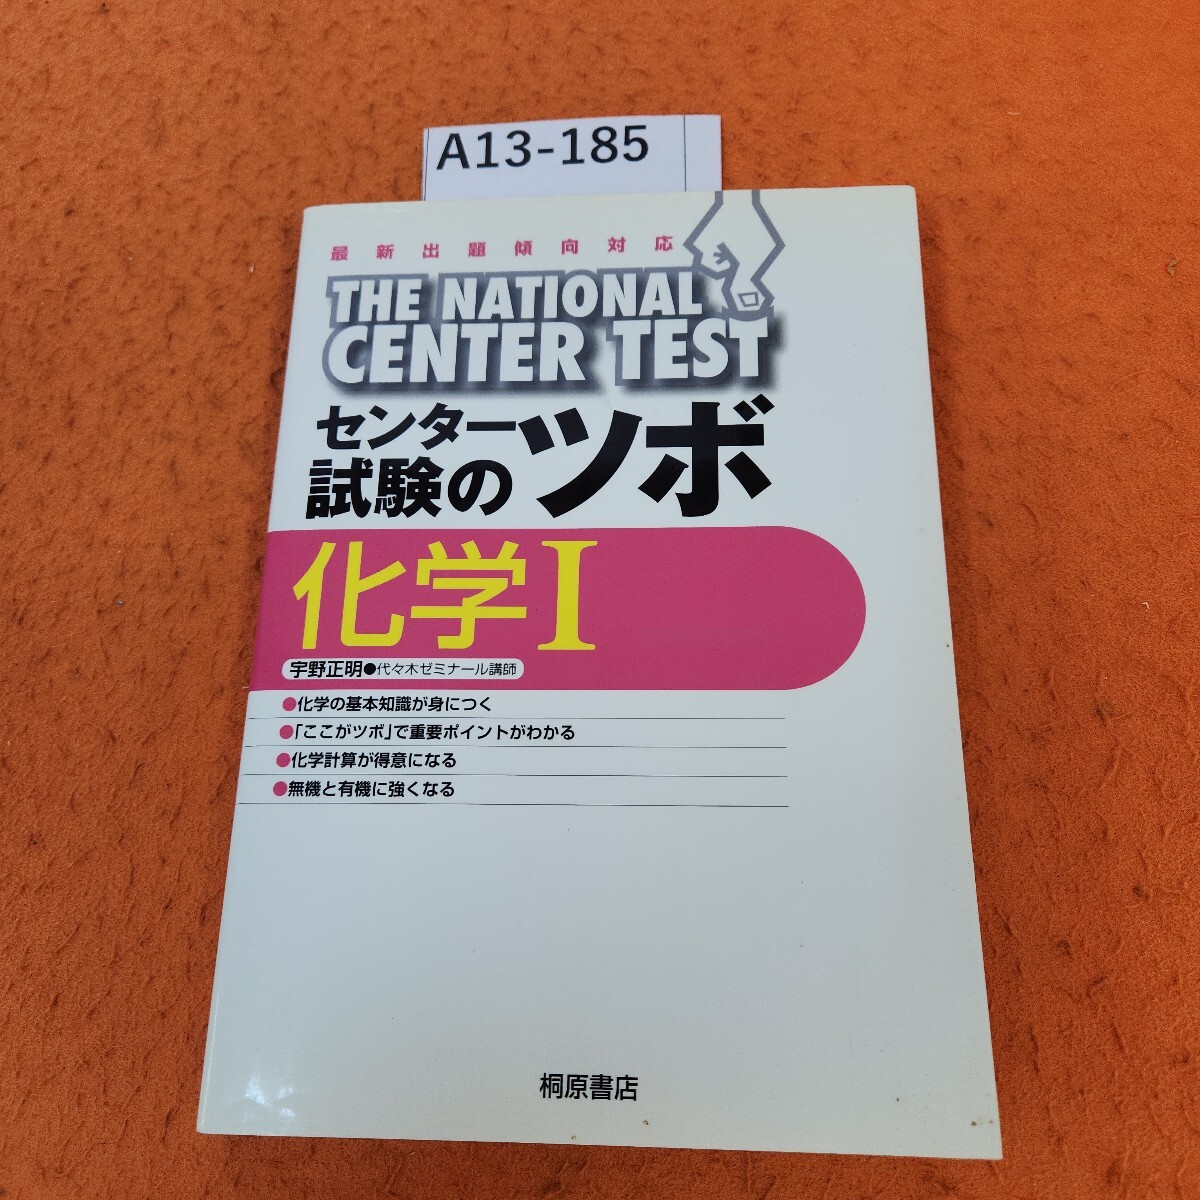 A13-185
最新出題傾向対応
THE NATIONAL
CENTER TEST
センター
試験のツボ
化学I
宇野正明●代々木ゼミナール講師
●化学の基本知識が身につく
●「ここがツボ」で重要ポイントがわかる
●化学計算が得意になる
●無機と有機に強くなる
桐原書店